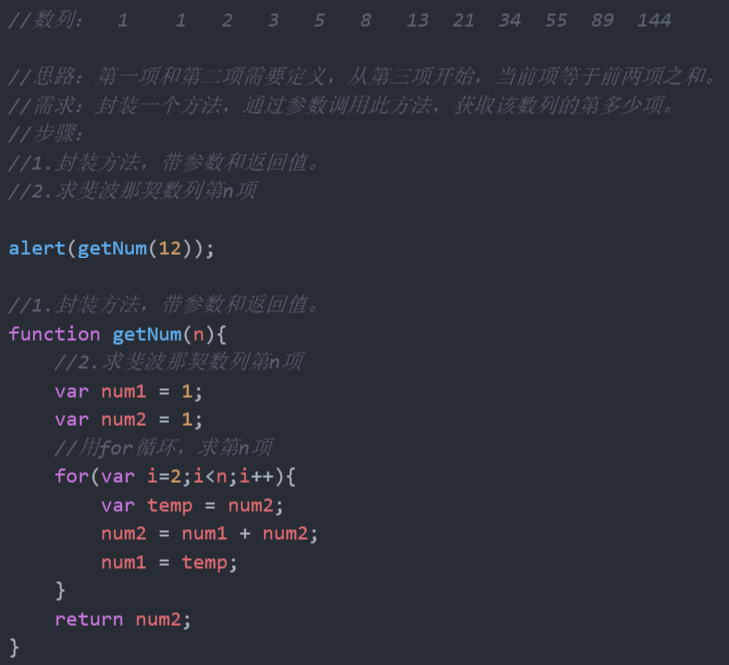 //数列: 1 1 2 3 5 8 13 21 34 55 89 144
//思路: 第一项和第二项需要定义, 从第三项开始, 当前项等于前两项之和。
//需求: 封装一个方法, 通过参数调用此方法, 获取该数列的第多少项。
//步骤:
//1.封装方法, 带参数和返回值。
//2.求斐波那契数列第n项
alert(getNum(12));
//1.封装方法, 带参数和返回值。
function getNum(n){
//2.求斐波那契数列第n项
var num1 = 1;
var num2 = 1;
//用for循环, 求第n项
for(var i=2;i<n;i++){
var temp = num2;
num2 = num1 + num2;
num1 = temp;
}
return num2;
}